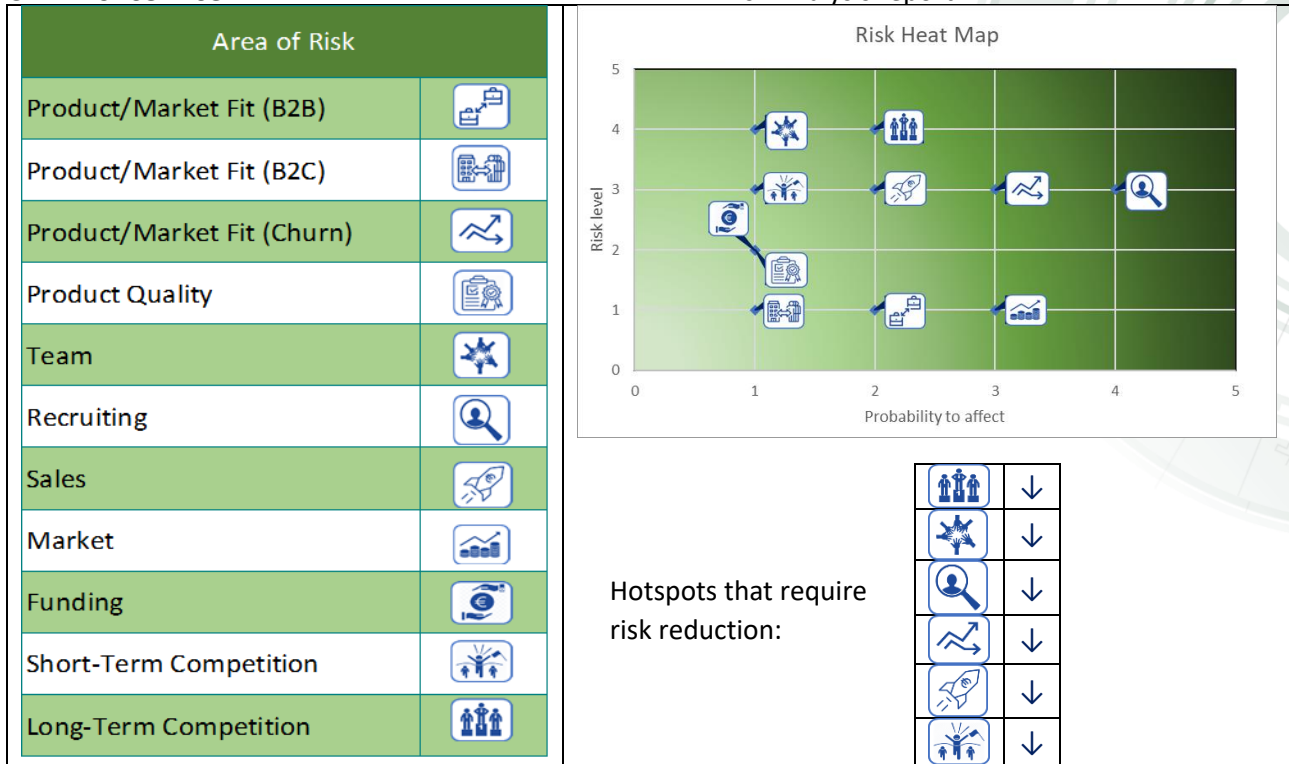 Area of Risk
Product/Market Fit (B2B)
Product/Market Fit (B2C)
Product/Market Fit (Churn)
Product Quality
Team
Recruiting
Sales
Market
Funding
Short-Term Competition
Long-Term Competition
Risk Heat Map
Risk level
5
4
3
2
1
0
0 1 2 3 4 5
Probability to affect
Hotspots that require
risk reduction: